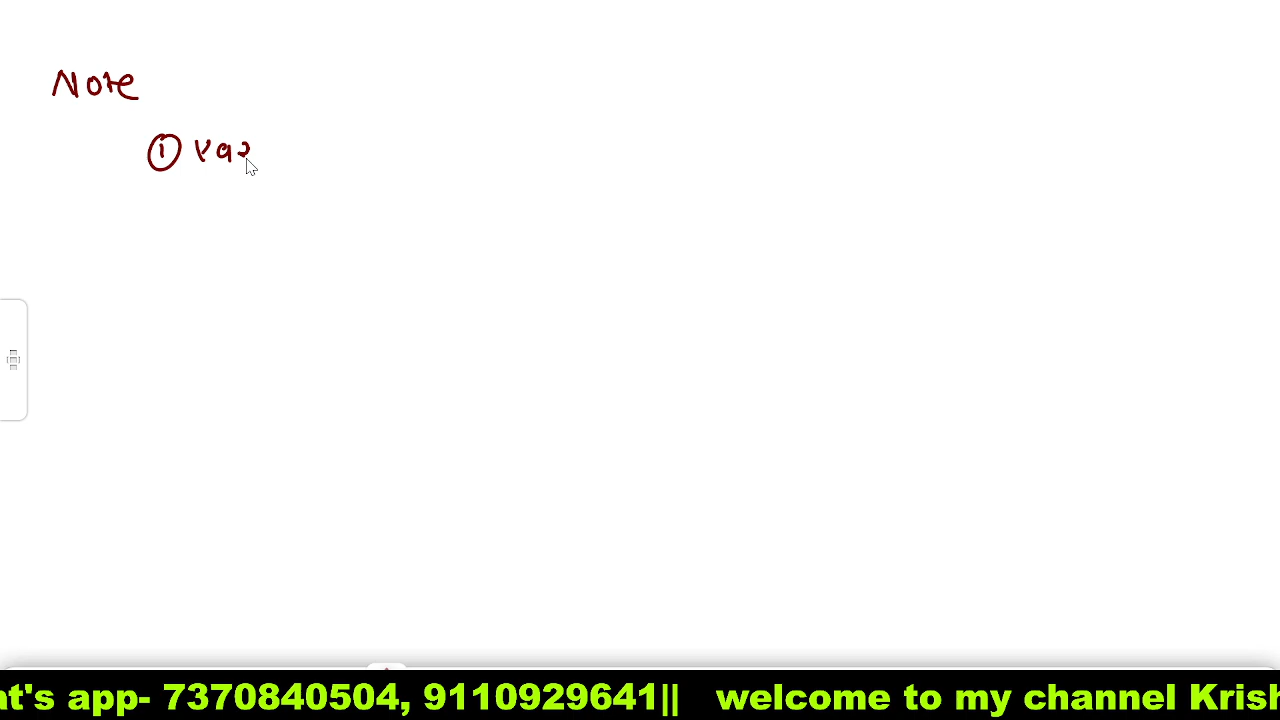 Note
① Var
at's app- 7370840504, 9110929641|| welcome to my channel Krish